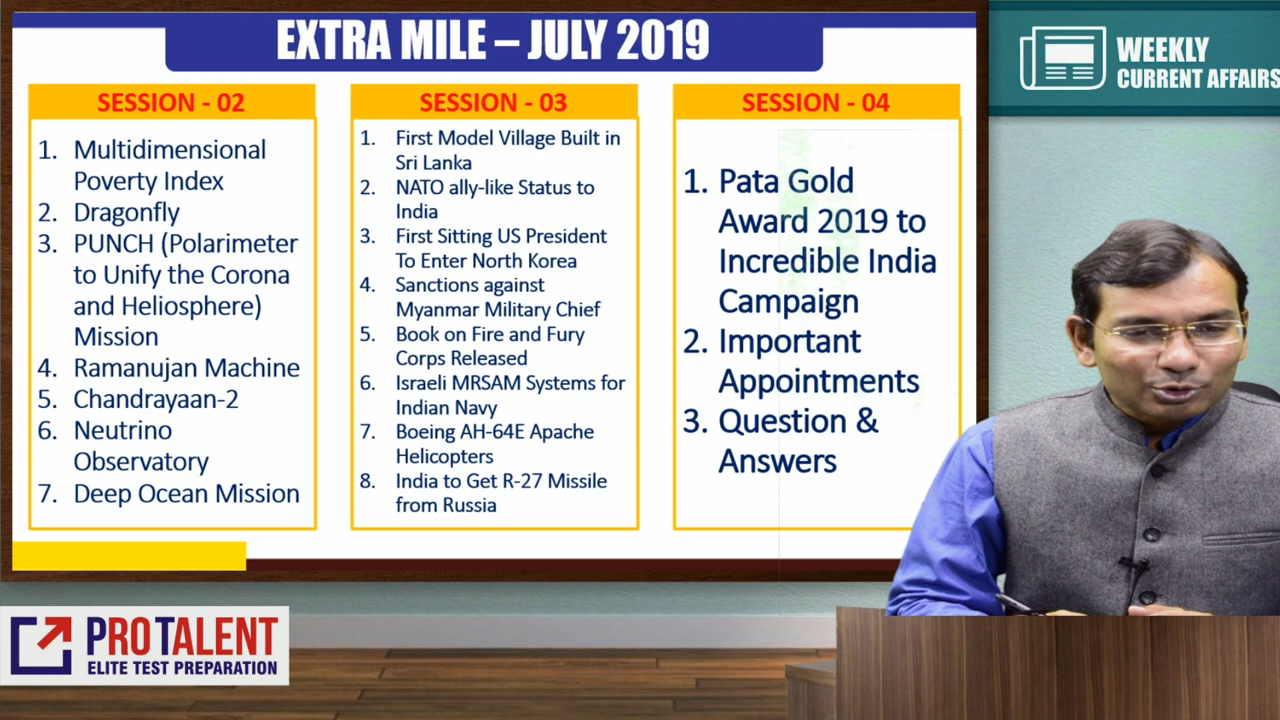 EXTRA MILE – JULY 2019
WEEKLY
CURRENT AFFAIRS
SESSION - 02
1. Multidimensional
Poverty Index
2. Dragonfly
3. PUNCH (Polarimeter
to Unify the Corona
and Heliosphere)
Mission
4. Ramanujan Machine
5. Chandrayaan-2
6. Neutrino
Observatory
7. Deep Ocean Mission
SESSION - 03
1. First Model Village Built in
Sri Lanka
2. NATO ally-like Status to
India
3. First Sitting US President
To Enter North Korea
4. Sanctions against
Myanmar Military Chief
5. Book on Fire and Fury
Corps Released
6. Israeli MRSAM Systems for
Indian Navy
7. Boeing AH-64E Apache
Helicopters
8. India to Get R-27 Missile
from Russia
SESSION - 04
1. Pata Gold
Award 2019 to
Incredible India
Campaign
2. Important
Appointments
3. Question &
Answers
PROTALENT
ELITE TEST PREPARATION